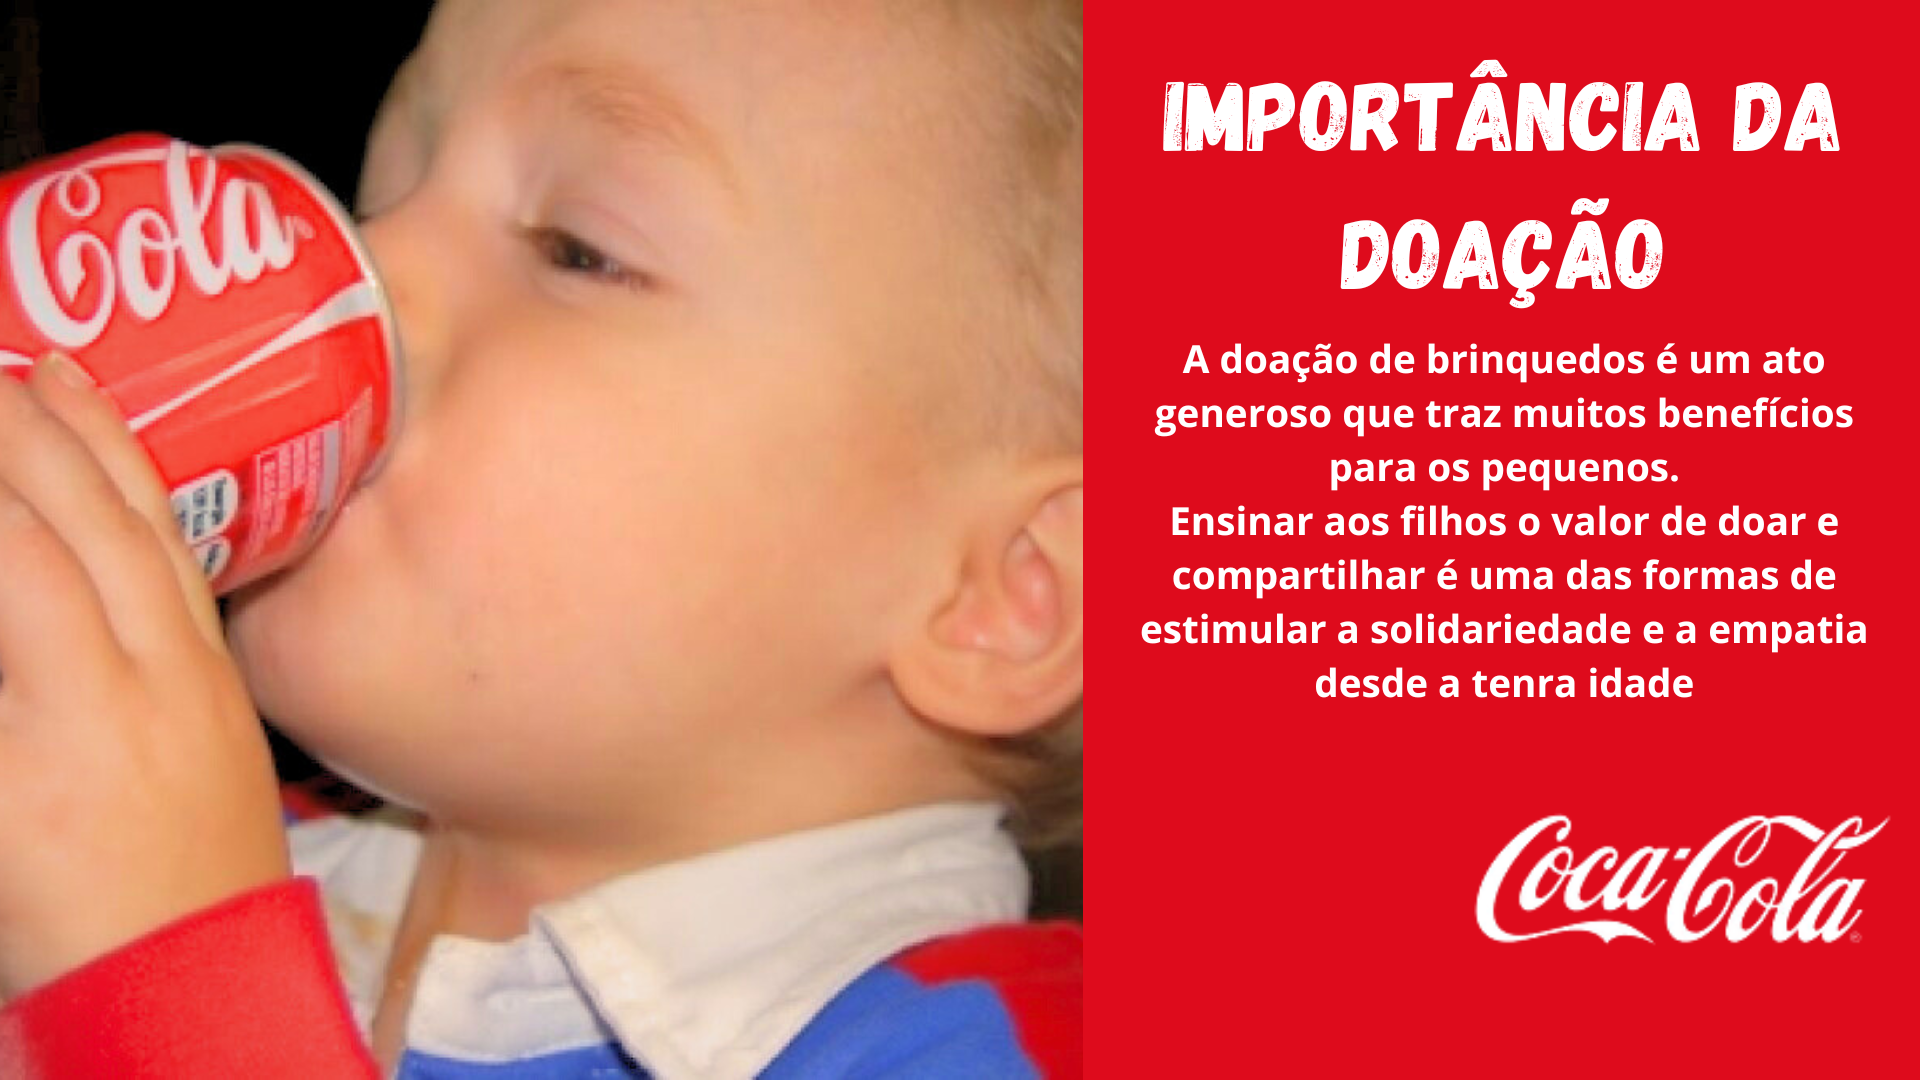 Cola
IMPORTÂNCIA DA
DOAÇÃO
A doação de brinquedos é um ato
generoso que traz muitos benefícios
para os pequenos.
Ensinar aos filhos o valor de doar e
compartilhar é uma das formas de
estimular a solidariedade e a empatia
desde a tenra idade
Coca-Cola